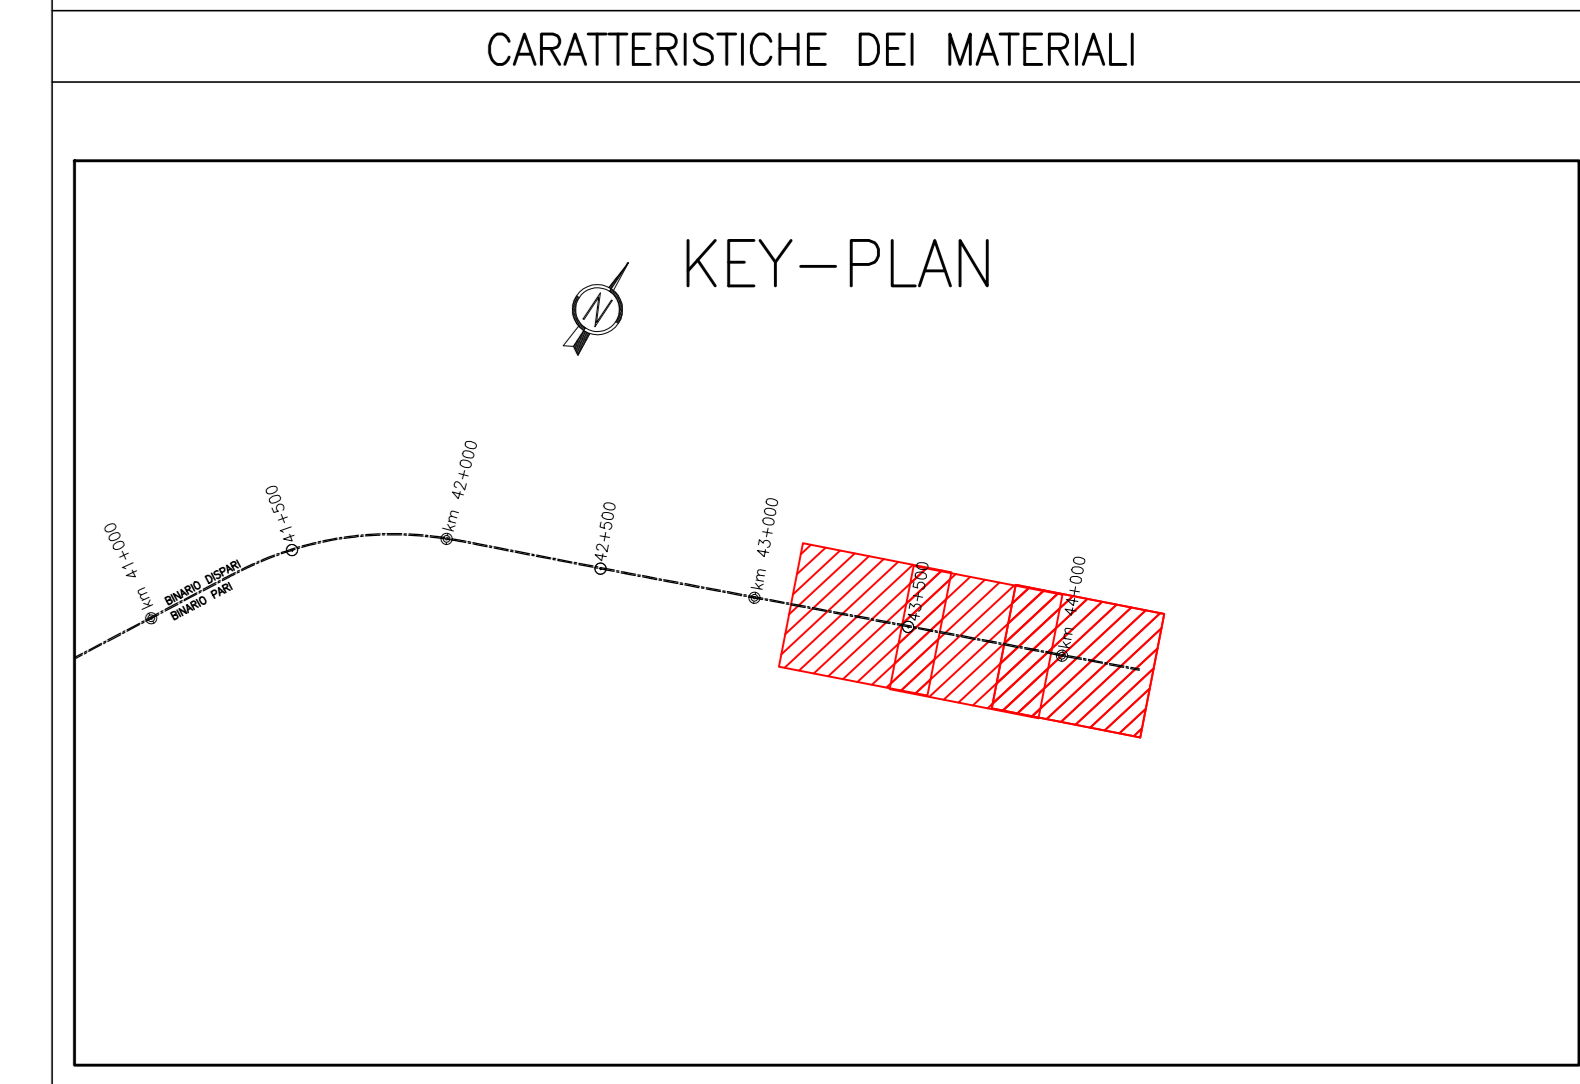 CARATTERISTICHE DEI MATERIALI
KEY-PLAN
N
km 41+000
BINARIO DISPARI
BINARIO PARI
41+500
km 42+000
42+500
km 43+000
43+500
km 44+000